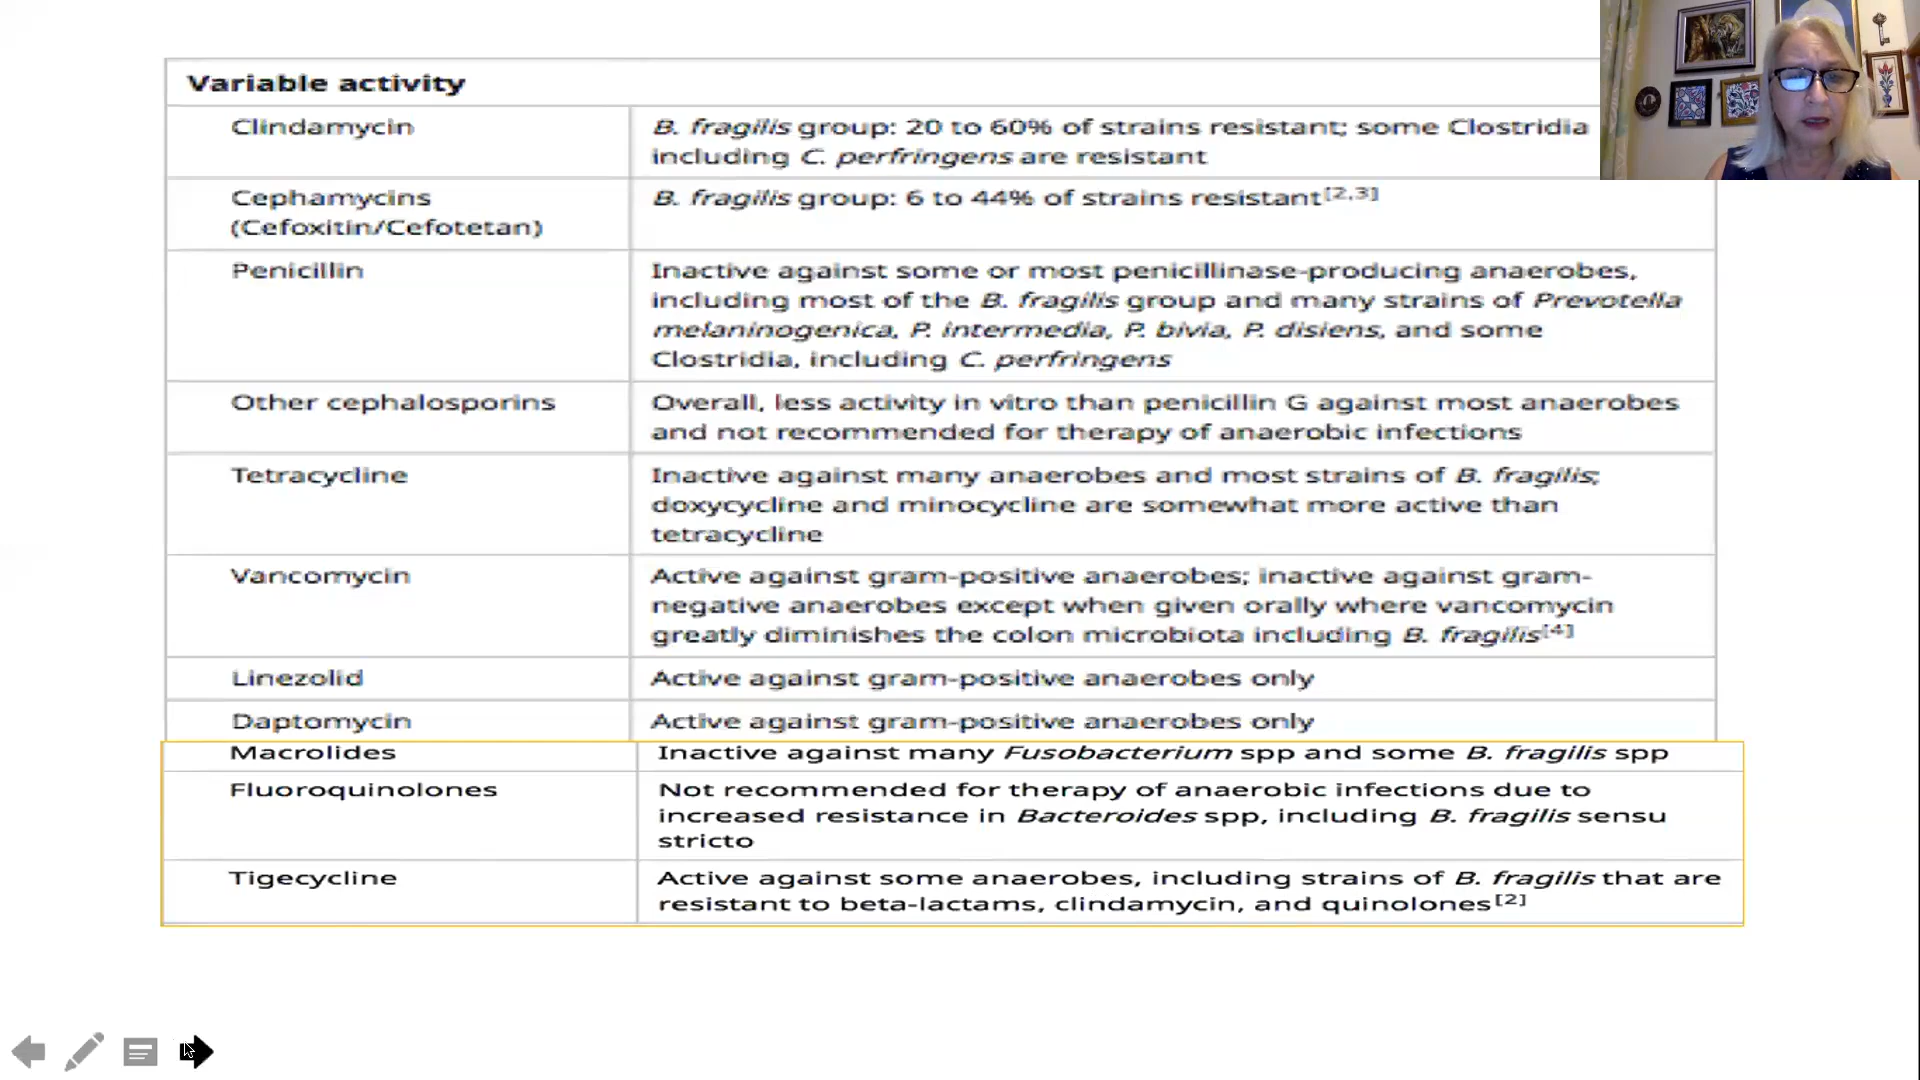 Variable activity
Clindamycin
B. fragilis group: 20 to 60% of strains resistant; some Clostridia
including C. perfringens are resistant
Cephamycins
(Cefoxitin/Cefotetan)
B. fragilis group: 6 to 44% of strains resistant[2,3]
Penicillin
Inactive against some or most penicillinase-producing anaerobes,
including most of the B. fragilis group and many strains of Prevotella
melaninogenica, P. intermedia, P. bivia, P. disiens, and some
Clostridia, including C. perfringens
Other cephalosporins
Overall, less activity in vitro than penicillin G against most anaerobes
and not recommended for therapy of anaerobic infections
Tetracycline
Inactive against many anaerobes and most strains of B. fragilis;
doxycycline and minocycline are somewhat more active than
tetracycline
Vancomycin
Active against gram-positive anaerobes; inactive against gram-
negative anaerobes except when given orally where vancomycin
greatly diminishes the colon microbiota including B. fragilis[4]
Linezolid
Active against gram-positive anaerobes only
Daptomycin
Active against gram-positive anaerobes only
Macrolides
Inactive against many Fusobacterium spp and some B. fragilis spp
Fluoroquinolones
Not recommended for therapy of anaerobic infections due to
increased resistance in Bacteroides spp, including B. fragilis sensu
stricto
Tigecycline
Active against some anaerobes, including strains of B. fragilis that are
resistant to beta-lactams, clindamycin, and quinolones[2]